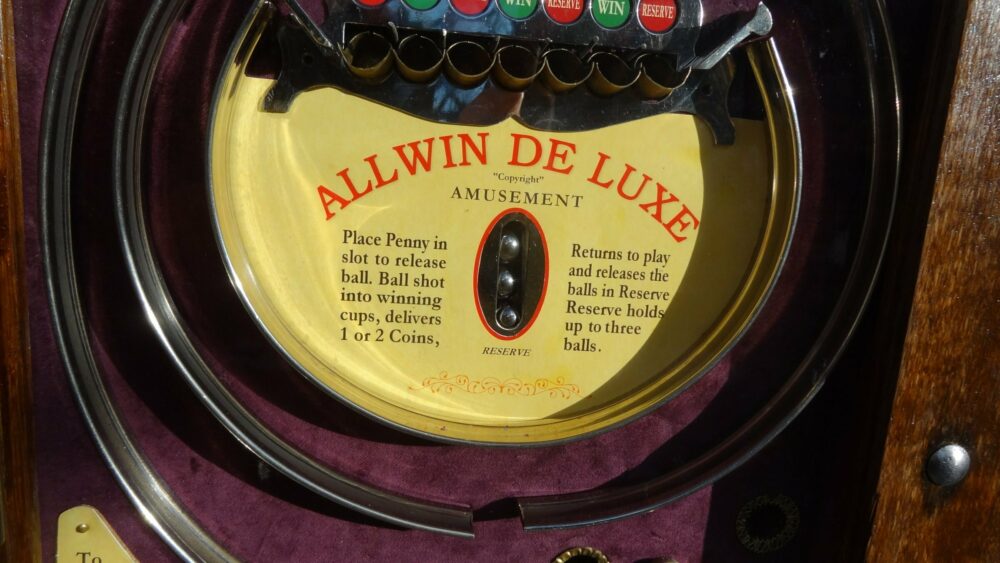 WIN RESERVE WIN RESERVE
ALLWIN DE LUXE
"Copyright"
AMUSEMENT
Place Penny in
slot to release
ball. Ball shot
into winning
cups, delivers
1 or 2 Coins,
Returns to play
and releases the
balls in Reserve
Reserve holds
up to three
balls.
RESERVE
To